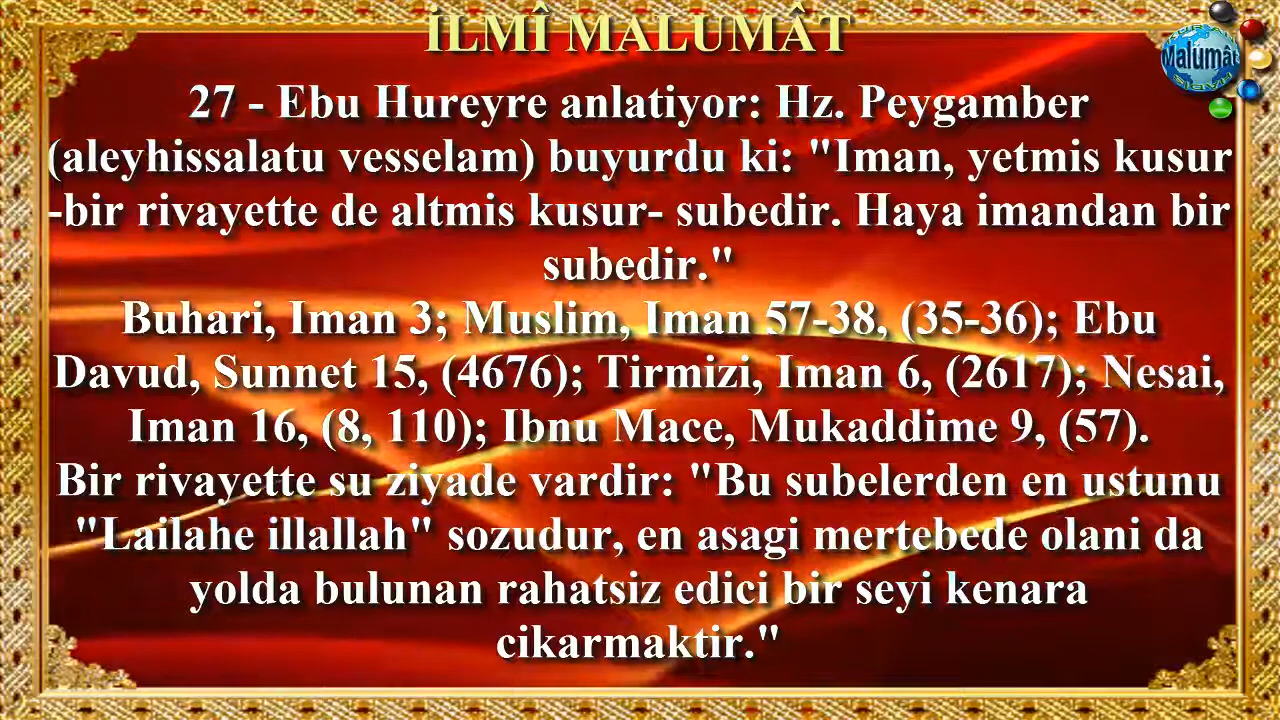 İLMÎ MALUMÂT
Malumât
27 - Ebu Hureyre anlatiyor: Hz. Peygamber
(aleyhissalatu vesselam) buyurdu ki: "Iman, yetmis kusur
-bir rivayette de altmis kusur- subedir. Haya imandan bir
subedir."
Buhari, Iman 3; Muslim, Iman 57-38, (35-36); Ebu
Davud, Sunnet 15, (4676); Tirmizi, Iman 6, (2617); Nesai,
Iman 16, (8, 110); Ibnu Mace, Mukaddime 9, (57).
Bir rivayette su ziyade vardir: "Bu subelerden en ustunu
"Lailahe illallah" sozudur, en asagi mertebede olani da
yolda bulunan rahatsiz edici bir seyi kenara
cikarmaktir."